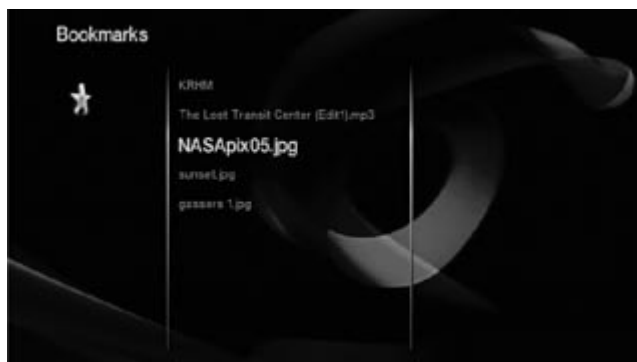 Bookmarks
KRHM
The Lost Transit Center (Edit1).mp3
NASApix05.jpg
sunset.jpg
gassers 1.jpg